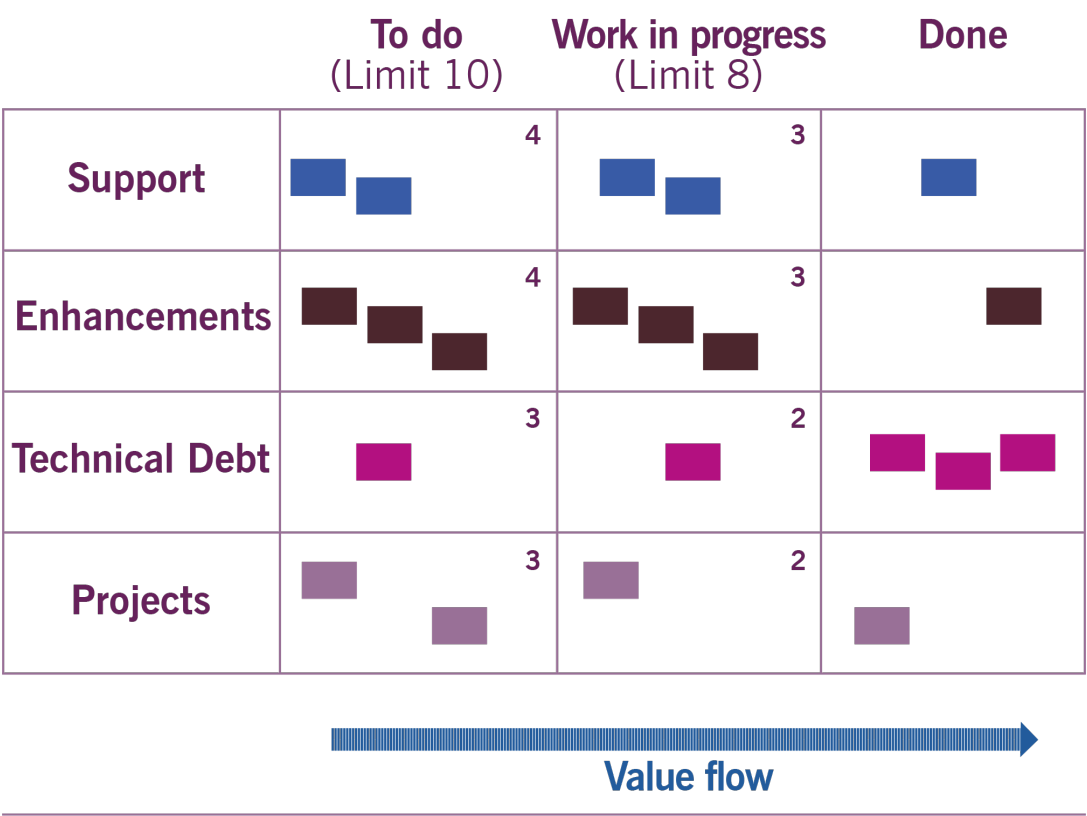 To do
(Limit 10)
Work in progress
(Limit 8)
Done
Support
4
3
Enhancements
4
3
Technical Debt
3
2
Projects
3
2
Value flow